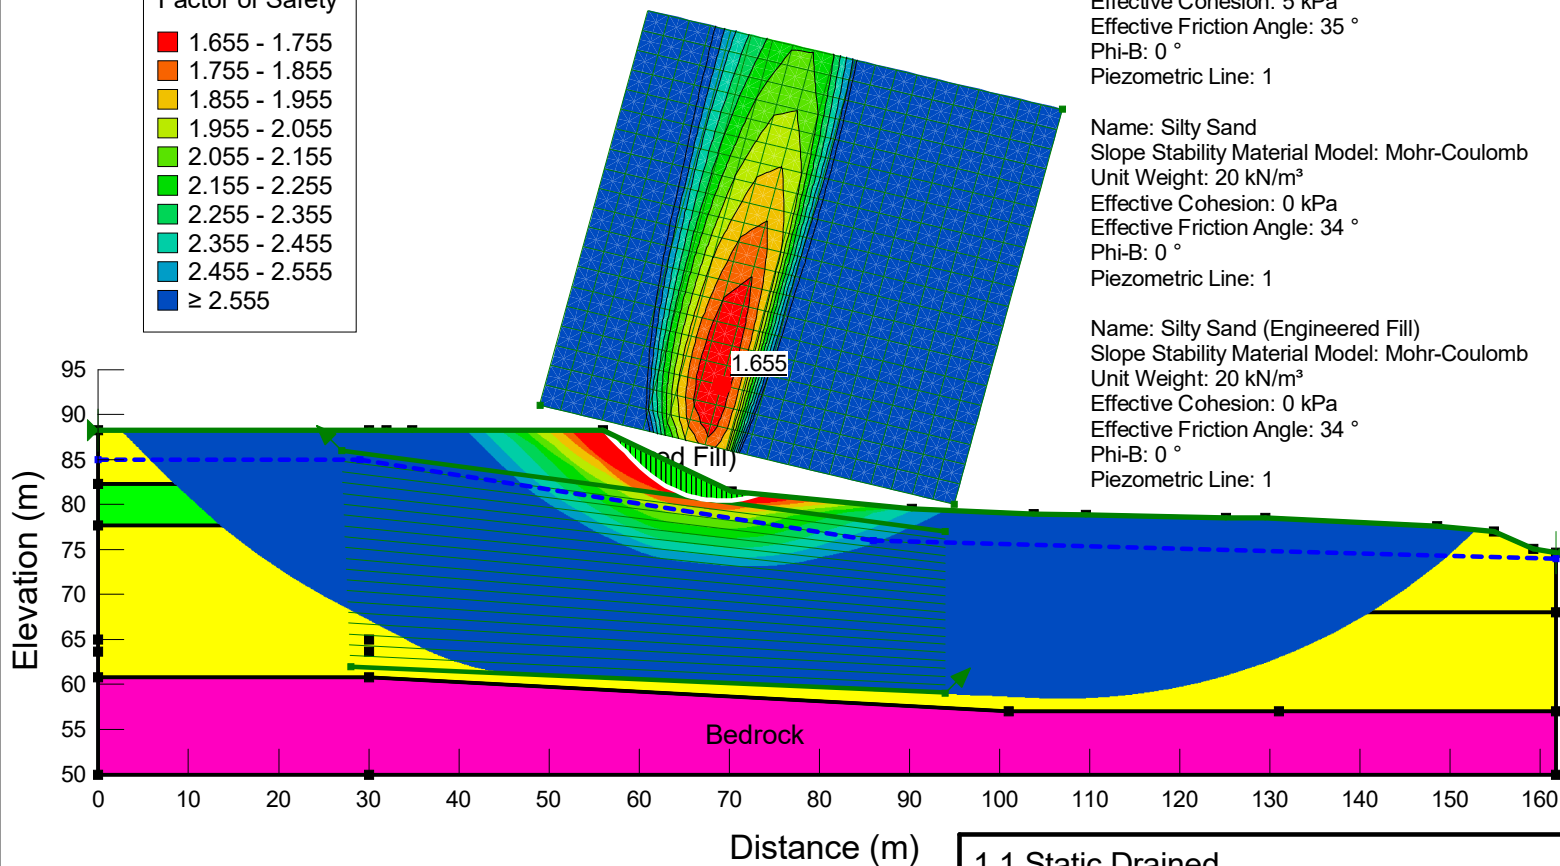 Factor of Safety
1.655 - 1.755
1.755 - 1.855
1.855 - 1.955
1.955 - 2.055
2.055 - 2.155
2.155 - 2.255
2.255 - 2.355
2.355 - 2.455
2.455 - 2.555
≥ 2.555
Effective Cohesion: 5 kPa
Effective Friction Angle: 35 °
Phi-B: 0 °
Piezometric Line: 1
Name: Silty Sand
Slope Stability Material Model: Mohr-Coulomb
Unit Weight: 20 kN/m³
Effective Cohesion: 0 kPa
Effective Friction Angle: 34 °
Phi-B: 0 °
Piezometric Line: 1
Name: Silty Sand (Engineered Fill)
Slope Stability Material Model: Mohr-Coulomb
Unit Weight: 20 kN/m³
Effective Cohesion: 0 kPa
Effective Friction Angle: 34 °
Phi-B: 0 °
Piezometric Line: 1
1.655
ed Fill)
95
90
85
80
75
70
65
60
55
50
Elevation (m)
Bedrock
0 10 20 30 40 50 60 70 80 90 100 110 120 130 140 150 160
Distance (m)
1.1 Static Drained